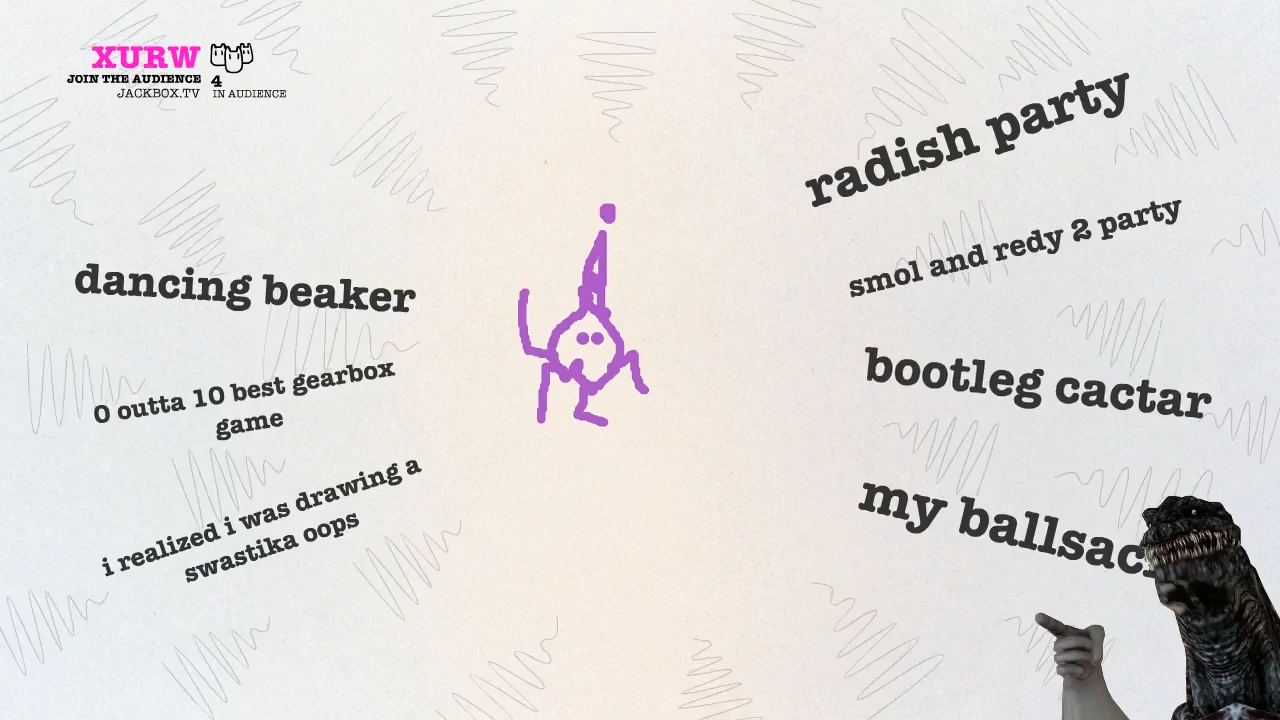 XURW
JOIN THE AUDIENCE
JACKBOX.TV
4
IN AUDIENCE
dancing beaker
0 outta 10 best gearbox
game
i realized i was drawing a
swastika oops
radish party
smol and redy 2 party
bootleg cactar
my ballsac